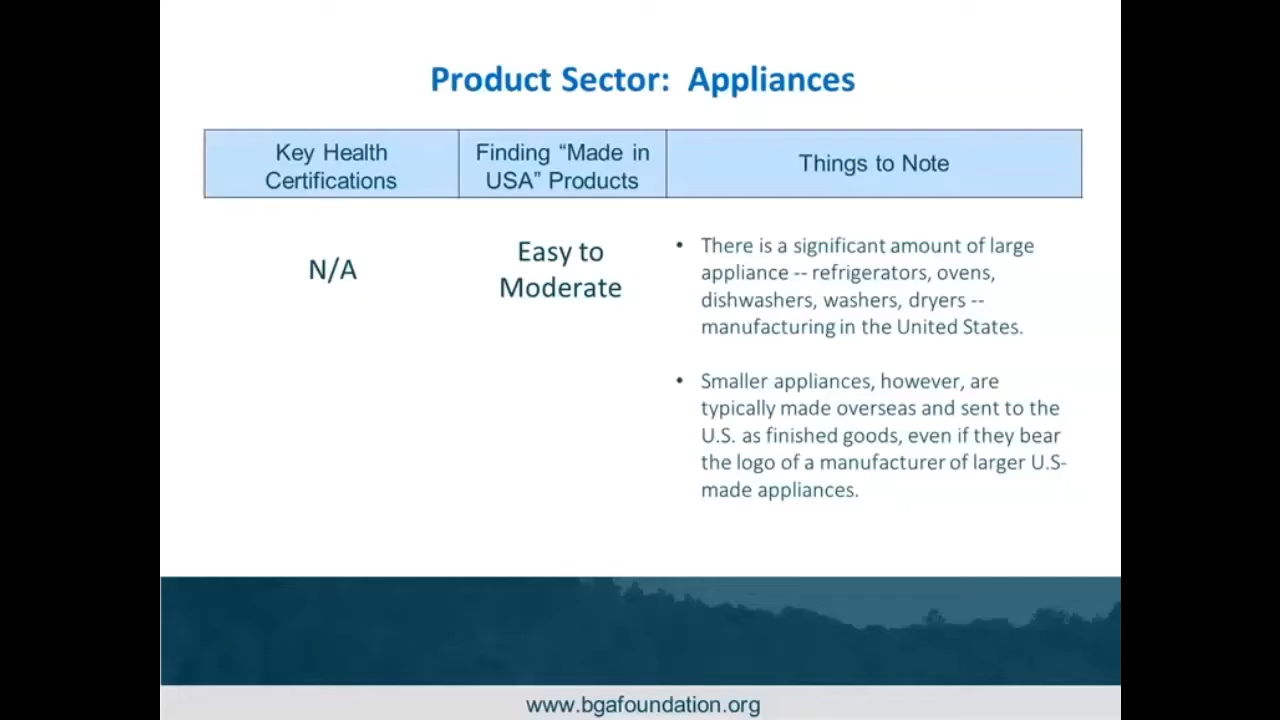 Product Sector:  Appliances
Key Health
Certifications
Finding “Made in
USA” Products
Things to Note
N/A
Easy to
Moderate
• There is a significant amount of large
appliance -- refrigerators, ovens,
dishwashers, washers, dryers --
manufacturing in the United States.
• Smaller appliances, however, are
typically made overseas and sent to the
U.S. as finished goods, even if they bear
the logo of a manufacturer of larger U.S-
made appliances.
www.bgafoundation.org